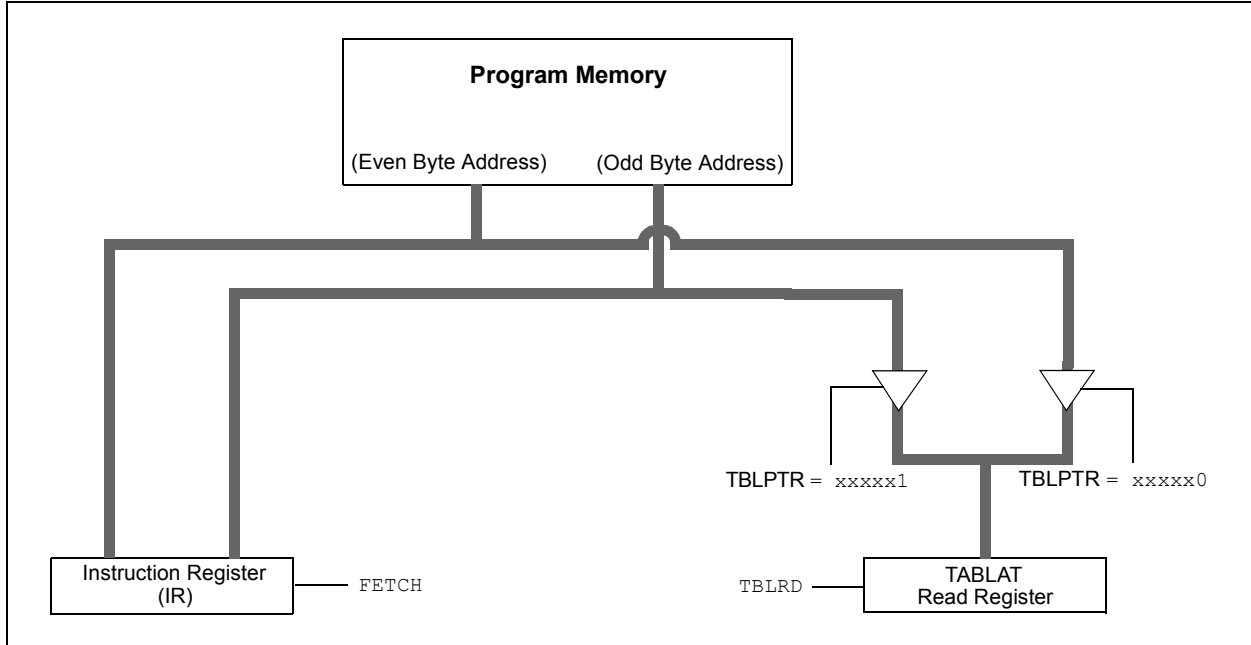 Program Memory
(Even Byte Address)
(Odd Byte Address)
TBLPTR = xxxxx1
TBLPTR = xxxxx0
Instruction Register
(IR)
FETCH
TBLRD
TABLAT
Read Register